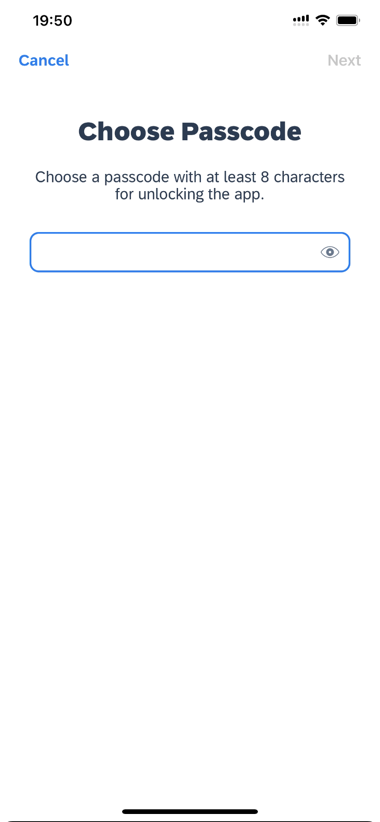 19:50
Cancel
Next
Choose Passcode
Choose a passcode with at least 8 characters
for unlocking the app.